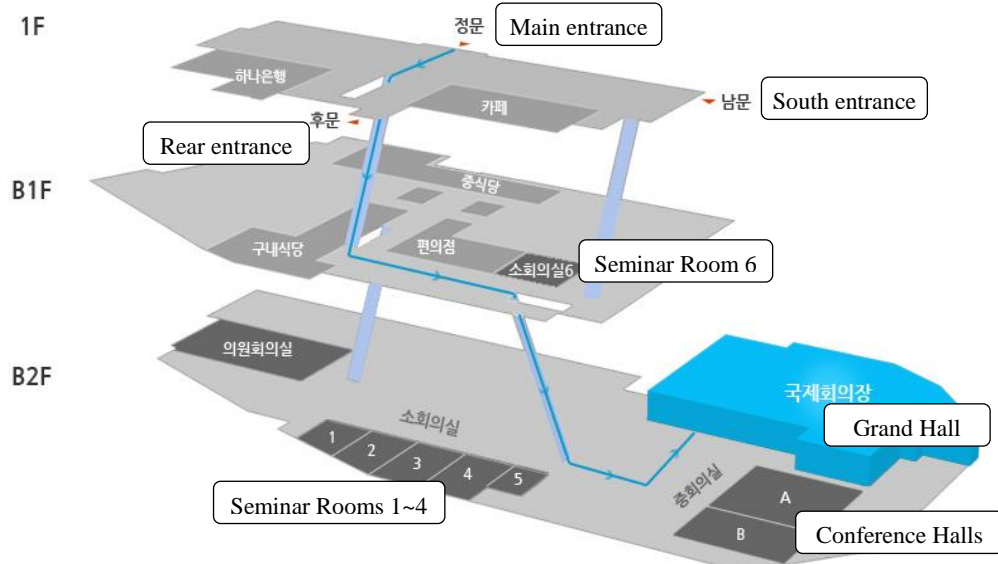 1F
정문
Main entrance
하나은행
카페
남문
South entrance
후문
Rear entrance
B1F
중식당
구내식당
편의점
소회의실6
Seminar Room 6
B2F
의원회의실
국제회의장
Grand Hall
소회의실
1
2
3
4
5
Seminar Rooms 1~4
중회의실
A
B
Conference Halls